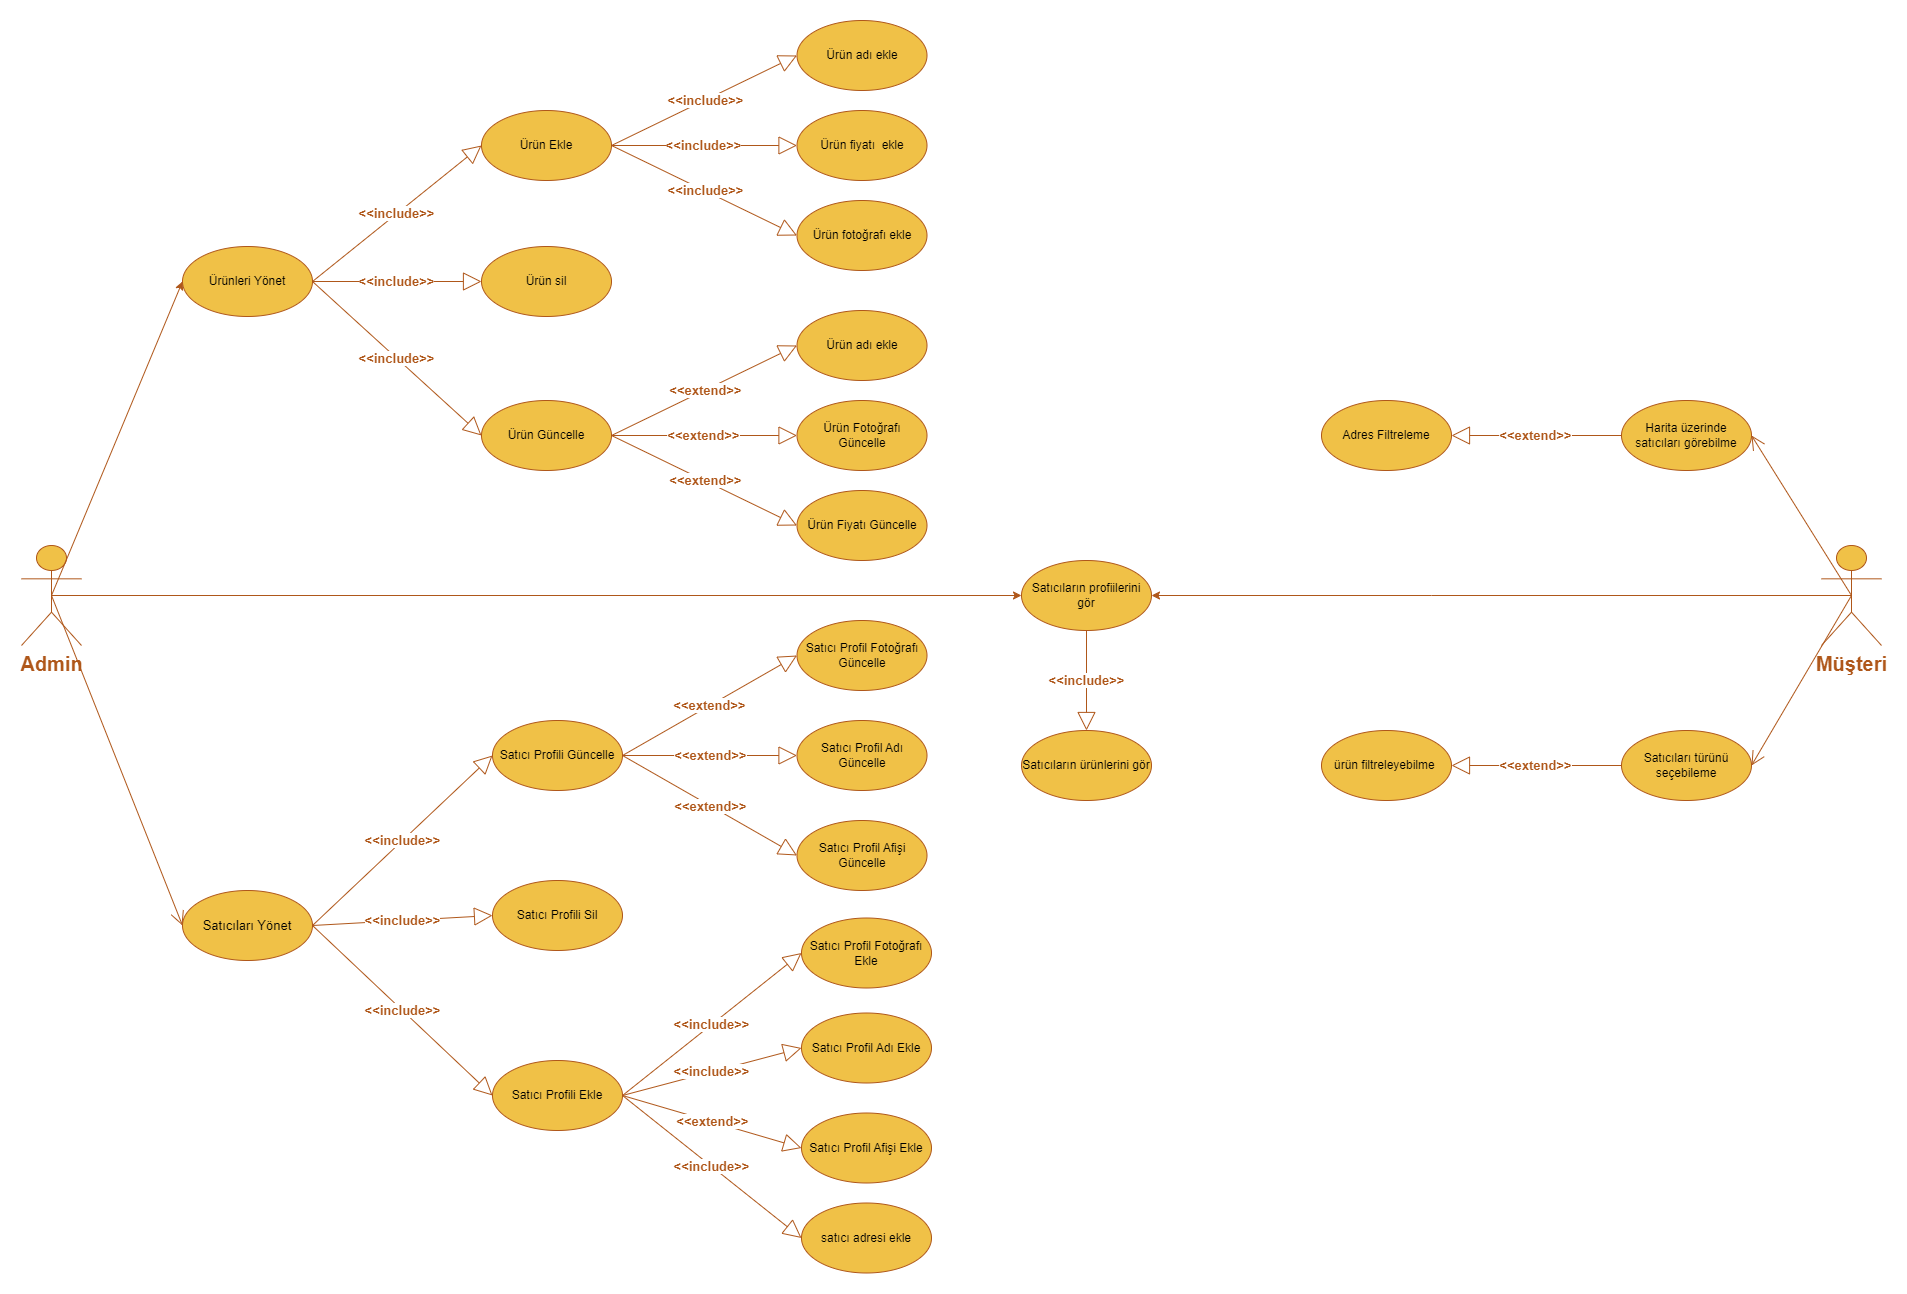 Ürün adı ekle
<<include>>
Ürün Ekle
<<include>>
Ürün fiyatı  ekle
<<include>>
Ürün fotoğrafı ekle
<<include>>
Ürünleri Yönet
<<include>>
Ürün sil
<<include>>
Ürün Güncelle
Ürün adı ekle
<<extend>>
<<extend>>
Ürün Fotoğrafı
Güncelle
<<extend>>
Ürün Fiyatı Güncelle
Adres Filtreleme
<<extend>>
Harita üzerinde
satıcıları görebilme
Admin
Satıcıların profiilerini
gör
Müşteri
<<include>>
Satıcıların ürünlerini gör
ürün filtreleyebilme
<<extend>>
Satıcıları türünü
seçebileme
Satıcı Profil Fotoğrafı
Güncelle
<<extend>>
Satıcı Profili Güncelle
<<extend>>
Satıcı Profil Adı
Güncelle
<<extend>>
Satıcı Profil Afişi
Güncelle
<<include>>
Satıcıları Yönet
<<include>>
Satıcı Profili Sil
<<include>>
Satıcı Profili Ekle
Satıcı Profil Fotoğrafı
Ekle
<<include>>
Satıcı Profil Adı Ekle
<<include>>
<<extend>>
Satıcı Profil Afişi Ekle
<<include>>
satıcı adresi ekle